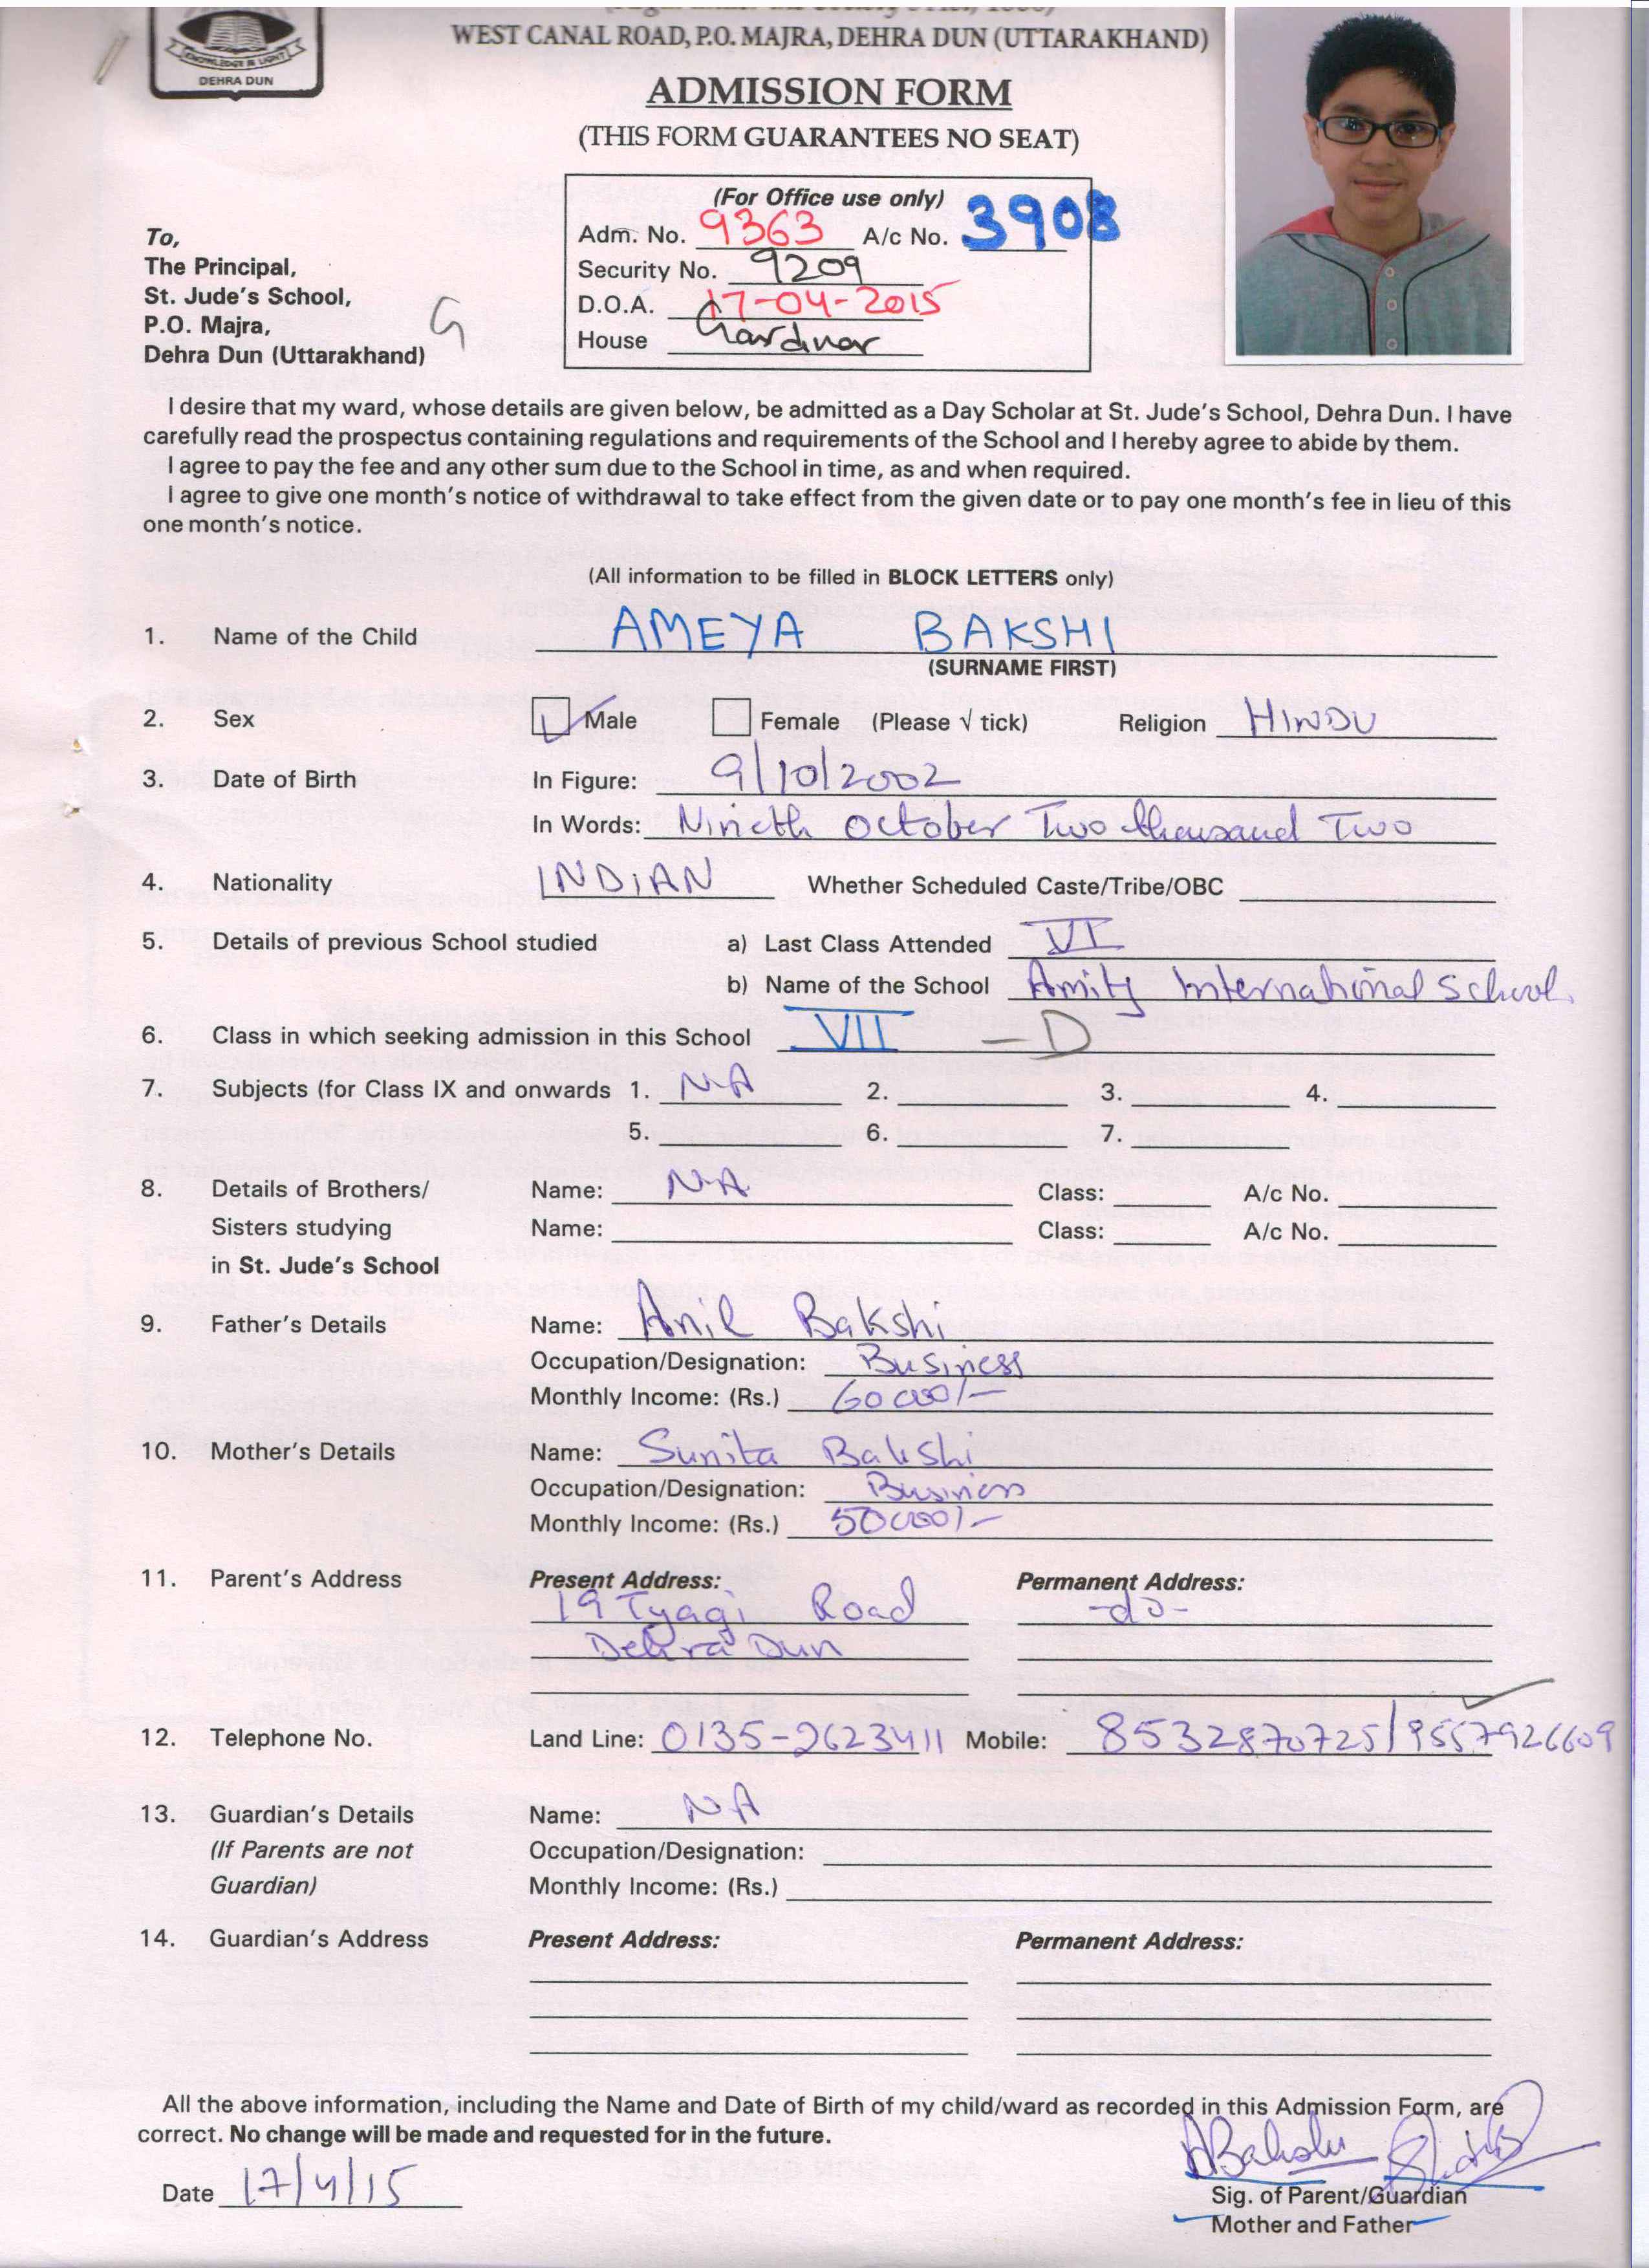 KNOWLEDGE IS LIGHT
DEHRA DUN
WEST CANAL ROAD, P.O. MAJRA, DEHRA DUN (UTTARAKHAND)
ADMISSION FORM
(THIS FORM GUARANTEES NO SEAT)
(For Office use only)
Adm. No. 9363 A/c No. 3908
Security No. 9209
D.O.A. 17-04-2015
House Gardinar
To,
The Principal,
St. Jude's School,
P.O. Majra,
Dehra Dun (Uttarakhand)
G
I desire that my ward, whose details are given below, be admitted as a Day Scholar at St. Jude's School, Dehra Dun. I have
carefully read the prospectus containing regulations and requirements of the School and I hereby agree to abide by them.
I agree to pay the fee and any other sum due to the School in time, as and when required.
I agree to give one month's notice of withdrawal to take effect from the given date or to pay one month's fee in lieu of this
one month's notice.
(All information to be filled in BLOCK LETTERS only)
1. Name of the Child AMEYA BAKSHI
(SURNAME FIRST)
2. Sex Male Female (Please √ tick) Religion HINDU
3. Date of Birth In Figure: 9/10/2002
In Words: Nineth October Two thousand Two
4. Nationality INDIAN Whether Scheduled Caste/Tribe/OBC
5. Details of previous School studied a) Last Class Attended VI
b) Name of the School Amity International School.
6. Class in which seeking admission in this School VII - D
7. Subjects (for Class IX and onwards 1. NA 2. 3. 4.
5. 6. 7.
8. Details of Brothers/ Name: NA Class: A/c No.
Sisters studying Name: Class: A/c No.
in St. Jude's School
9. Father's Details Name: Anil Bakshi
Occupation/Designation: Business
Monthly Income: (Rs.) 60000/-
10. Mother's Details Name: Sunita Bakshi
Occupation/Designation: Business
Monthly Income: (Rs.) 50000/-
11. Parent's Address Present Address: Permanent Address:
19 Tyagi Road -do-
Dehra Dun
12. Telephone No. Land Line: 0135-2623411 Mobile: 8532870725/9557926609
13. Guardian's Details Name: NA
(If Parents are not Occupation/Designation:
Guardian) Monthly Income: (Rs.)
14. Guardian's Address Present Address: Permanent Address:
All the above information, including the Name and Date of Birth of my child/ward as recorded in this Admission Form, are
correct. No change will be made and requested for in the future.
ABakshi
Date 17/4/15
Sig. of Parent/Guardian
Mother and Father